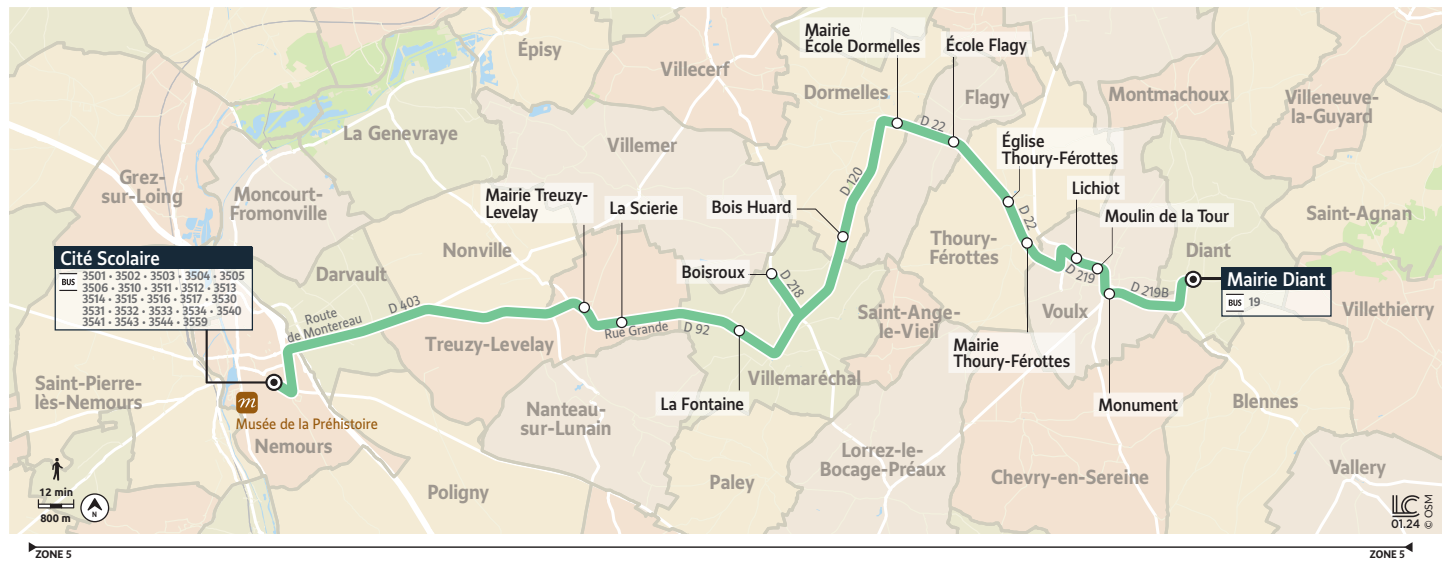 Mairie
École Dormelles
École Flagy
Épisy
Villecerf
Dormelles
Flagy
Montmachoux
Villeneuve-
la-Guyard
La Genevraye
Villemer
D 22
Église
Thoury-Férottes
Grez-
sur-Loing
Moncourt-
Fromonville
Mairie Treuzy-
Levelay
La Scierie
Bois Huard
D 120
Lichiot
Moulin de la Tour
Saint-Agnan
D 22
Thoury-
Férottes
Diant
Nonville
Cité Scolaire
BUS
3501 • 3502 • 3503 • 3504 • 3505
3506 • 3510 • 3511 • 3512 • 3513
3514 • 3515 • 3516 • 3517 • 3530
3531 • 3532 • 3533 • 3534 • 3540
3541 • 3543 • 3544 • 3559
Darvault
Boisroux
D 218
D 219
D 219B
Mairie Diant
BUS 19
Route
de Montereau
D 403
Rue Grande
D 92
Treuzy-Levelay
Saint-Ange-
le-Vieil
Voulx
Villethierry
Mairie
Thoury-Férottes
Saint-Pierre-
lès-Nemours
Villemaréchal
La Fontaine
Monument
Blennes
m
Musée de la Préhistoire
Nemours
Nanteau-
sur-Lunain
Lorrez-le-
Bocage-Préaux
Chevry-en-Sereine
Vallery
Poligny
Paley
12 min
800 m
N
LC
01.24
© OSM
ZONE 5
ZONE 5